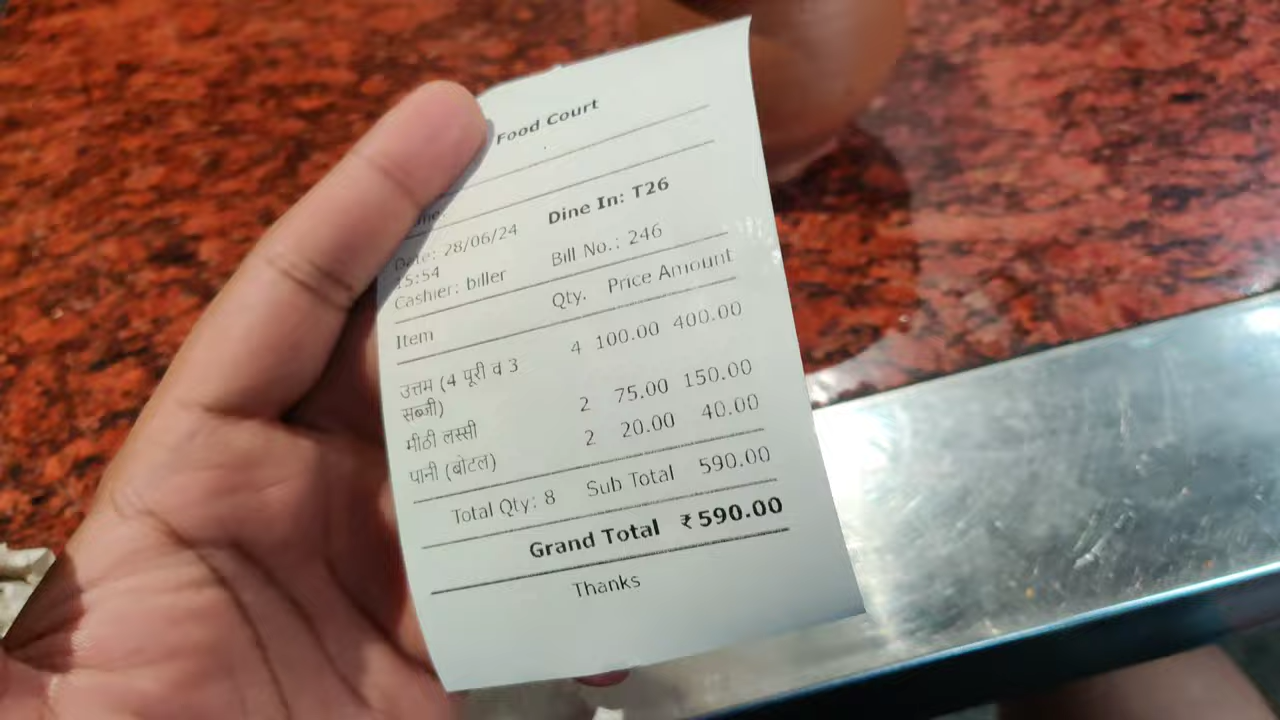 Food Court
Date: 28/06/24 Dine In: T26
15:54
Cashier: biller Bill No.: 246
Item Qty. Price Amount
उत्तम (4 पूरी व 3 4 100.00 400.00
सब्जी)
मीठी लस्सी 2 75.00 150.00
पानी (बोटल) 2 20.00 40.00
Total Qty: 8 Sub Total 590.00
Grand Total ₹590.00
Thanks